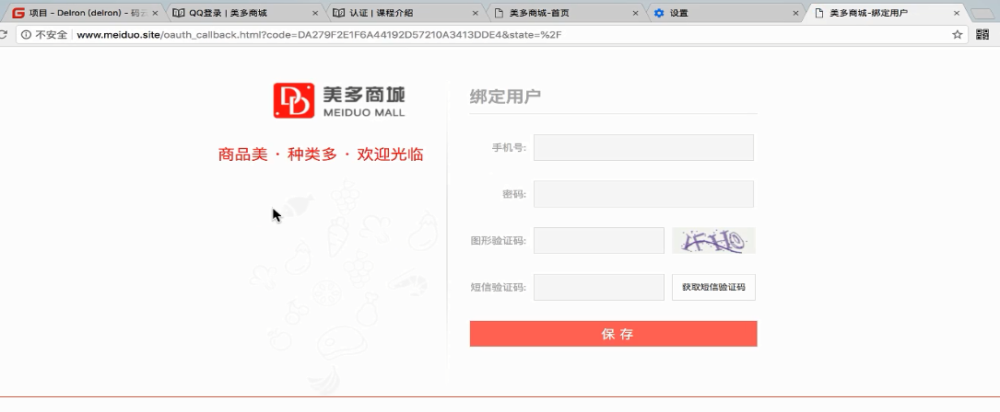 项目 - Delron (delron) - 码云
QQ登录 | 美多商城
认证 | 课程介绍
美多商城-首页
设置
美多商城-绑定用户
不安全
www.meiduo.site/oauth_callback.html?code=DA279F2E1F6A44192D57210A3413DDE4&state=%2F
美多商城
MEIDUO MALL
商品美 · 种类多 · 欢迎光临
绑定用户
手机号:
密码:
图形验证码:
短信验证码:
获取短信验证码
保 存